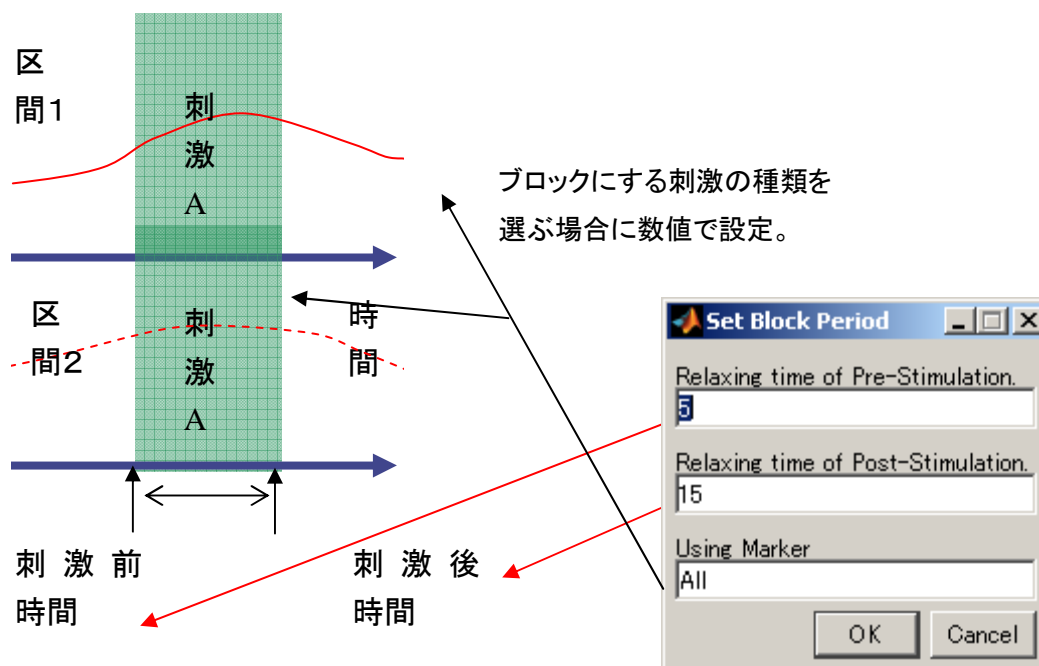 区
間1
刺
激
A
区
間2
刺
激
A
時
間
刺 激 前
時間
刺 激 後
時間
ブロックにする刺激の種類を
選ぶ場合に数値で設定。
Set Block Period
Relaxing time of Pre-Stimulation.
5
Relaxing time of Post-Stimulation.
15
Using Marker
All
OK
Cancel